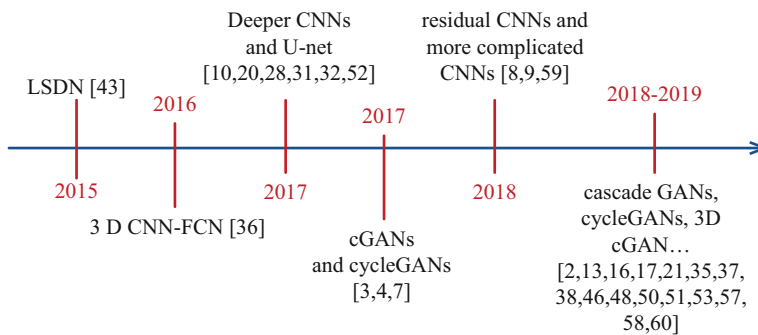 LSDN [43]
2015
2016
3 D CNN-FCN [36]
Deeper CNNs
and U-net
[10,20,28,31,32,52]
2017
2017
cGANs
and cycleGANs
[3,4,7]
residual CNNs and
more complicated
CNNs [8,9,59]
2018
2018-2019
cascade GANs,
cycleGANs, 3D
cGAN…
[2,13,16,17,21,35,37,
38,46,48,50,51,53,57,
58,60]